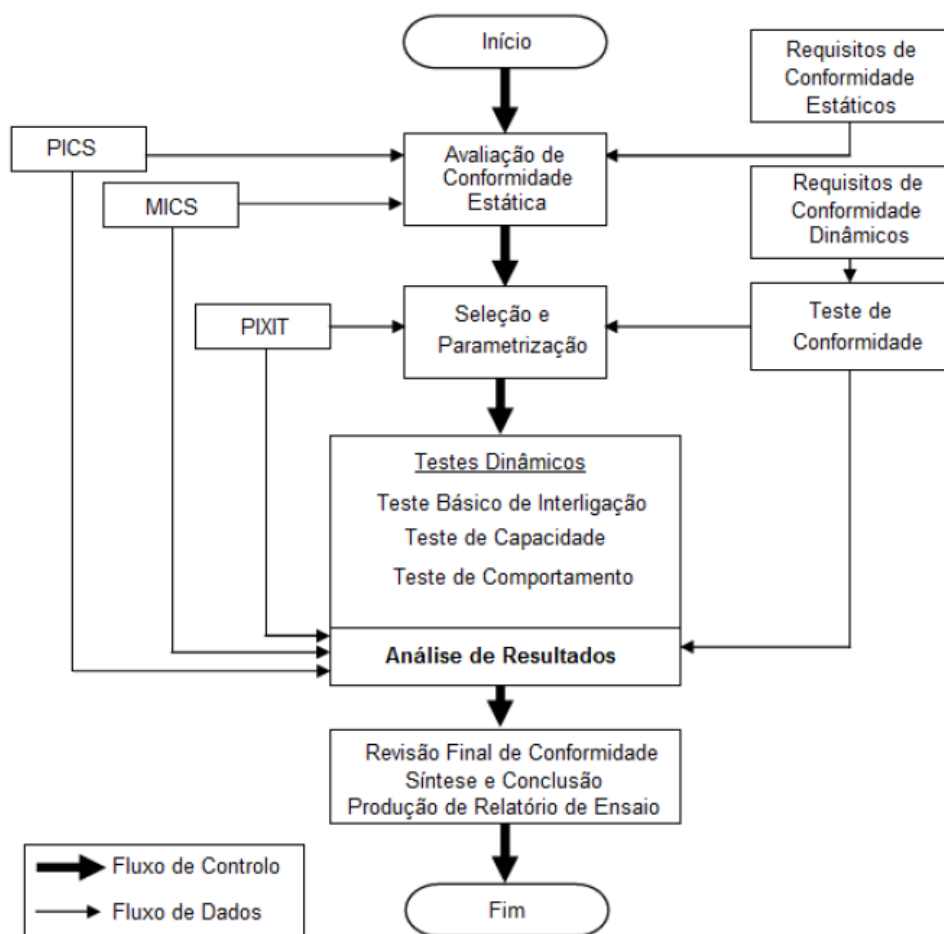 Início
Requisitos de
Conformidade
Estáticos
PICS
Avaliação de
Conformidade
Estática
MICS
Requisitos de
Conformidade
Dinâmicos
PIXIT
Seleção e
Parametrização
Teste de
Conformidade
Testes Dinâmicos
Teste Básico de Interligação
Teste de Capacidade
Teste de Comportamento
Análise de Resultados
Revisão Final de Conformidade
Síntese e Conclusão
Produção de Relatório de Ensaio
Fluxo de Controlo
Fluxo de Dados
Fim